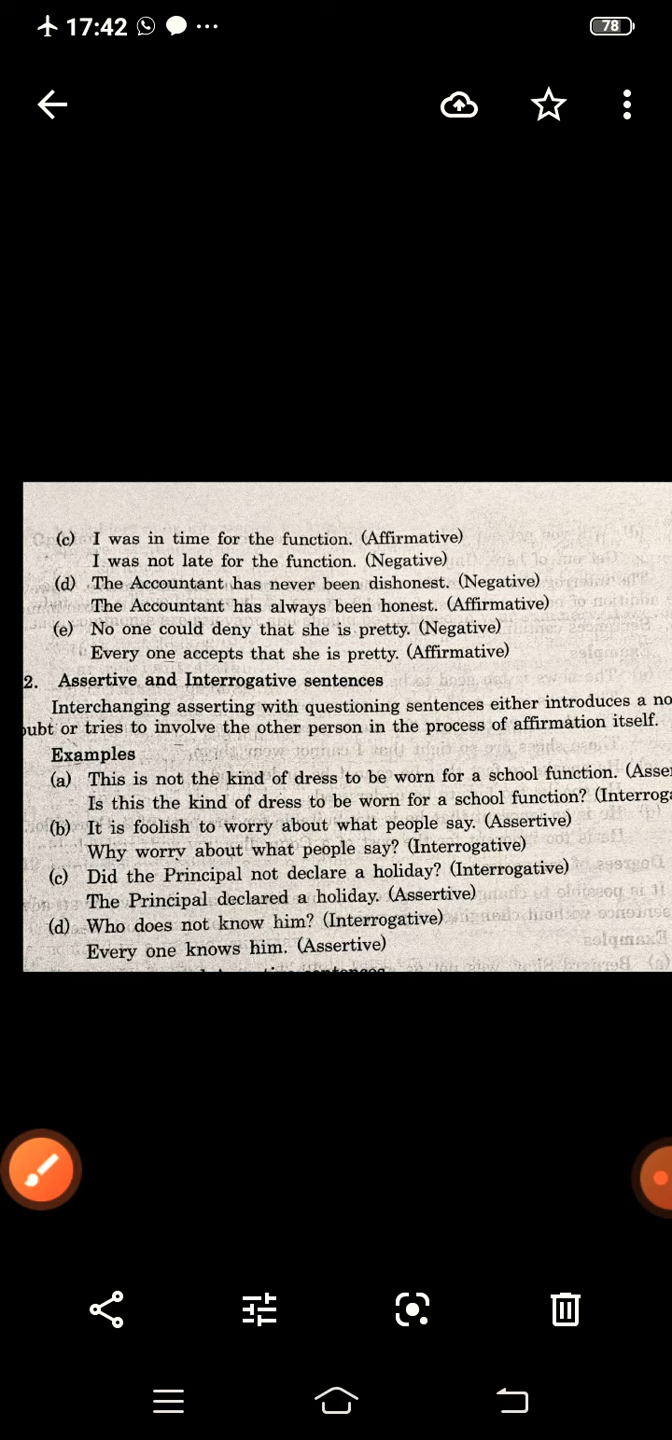 17:42
78
(c) I was in time for the function. (Affirmative)
I was not late for the function. (Negative)
(d) The Accountant has never been dishonest. (Negative)
The Accountant has always been honest. (Affirmative)
(e) No one could deny that she is pretty. (Negative)
Every one accepts that she is pretty. (Affirmative)
2. Assertive and Interrogative sentences
Interchanging asserting with questioning sentences either introduces a no
oubt or tries to involve the other person in the process of affirmation itself.
Examples
(a) This is not the kind of dress to be worn for a school function. (Asse
Is this the kind of dress to be worn for a school function? (Interroga
(b) It is foolish to worry about what people say. (Assertive)
Why worry about what people say? (Interrogative)
(c) Did the Principal not declare a holiday? (Interrogative)
The Principal declared a holiday. (Assertive)
(d) Who does not know him? (Interrogative)
Every one knows him. (Assertive)
sentences